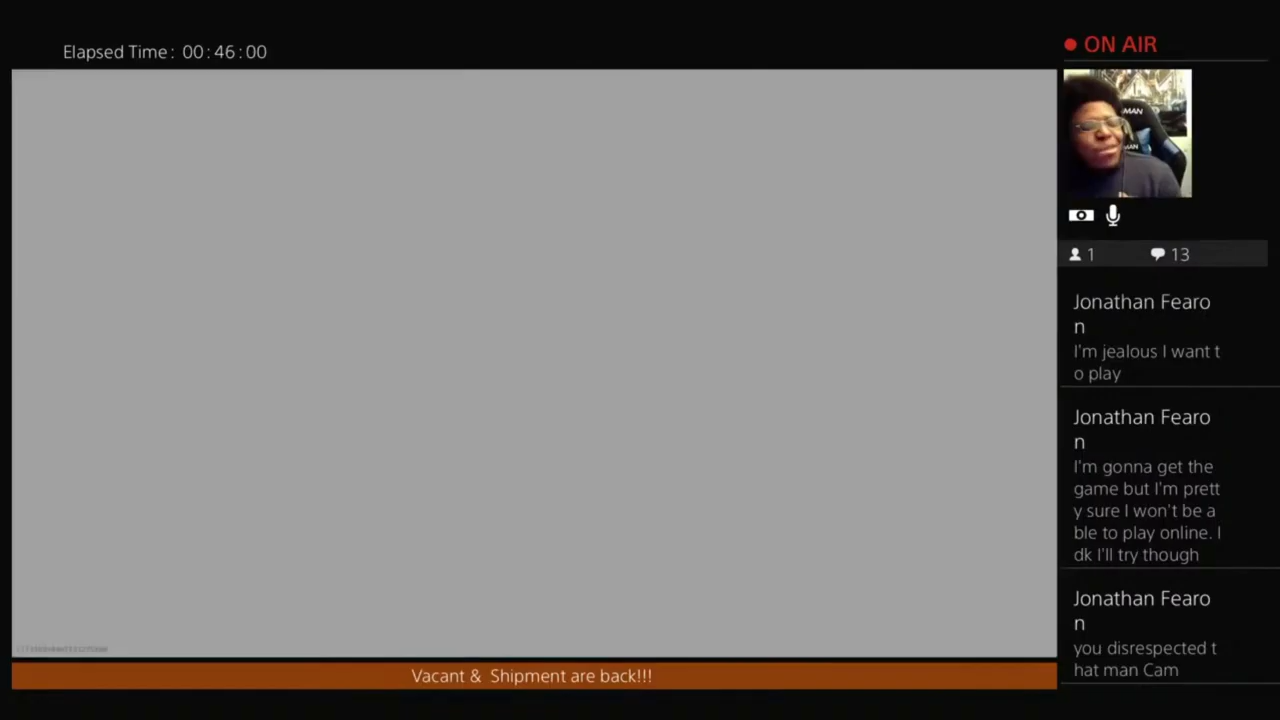 Elapsed Time: 00:46:00
ON AIR
MAN
MAN
1
13
Jonathan Fearo
n
I'm jealous I want t
o play
Jonathan Fearo
n
I'm gonna get the
game but I'm prett
y sure I won't be a
ble to play online. I
dk I'll try though
Jonathan Fearo
n
you disrespected t
hat man Cam
Vacant & Shipment are back!!!